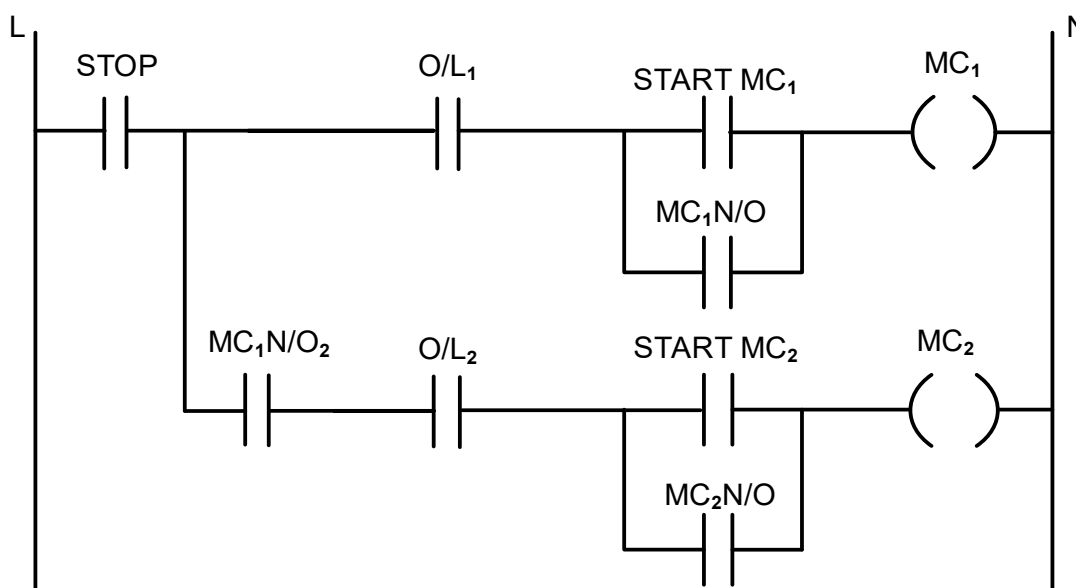 L
N
STOP
O/L₁
START MC₁
MC₁
MC₁N/O
MC₁N/O₂
O/L₂
START MC₂
MC₂
MC₂N/O